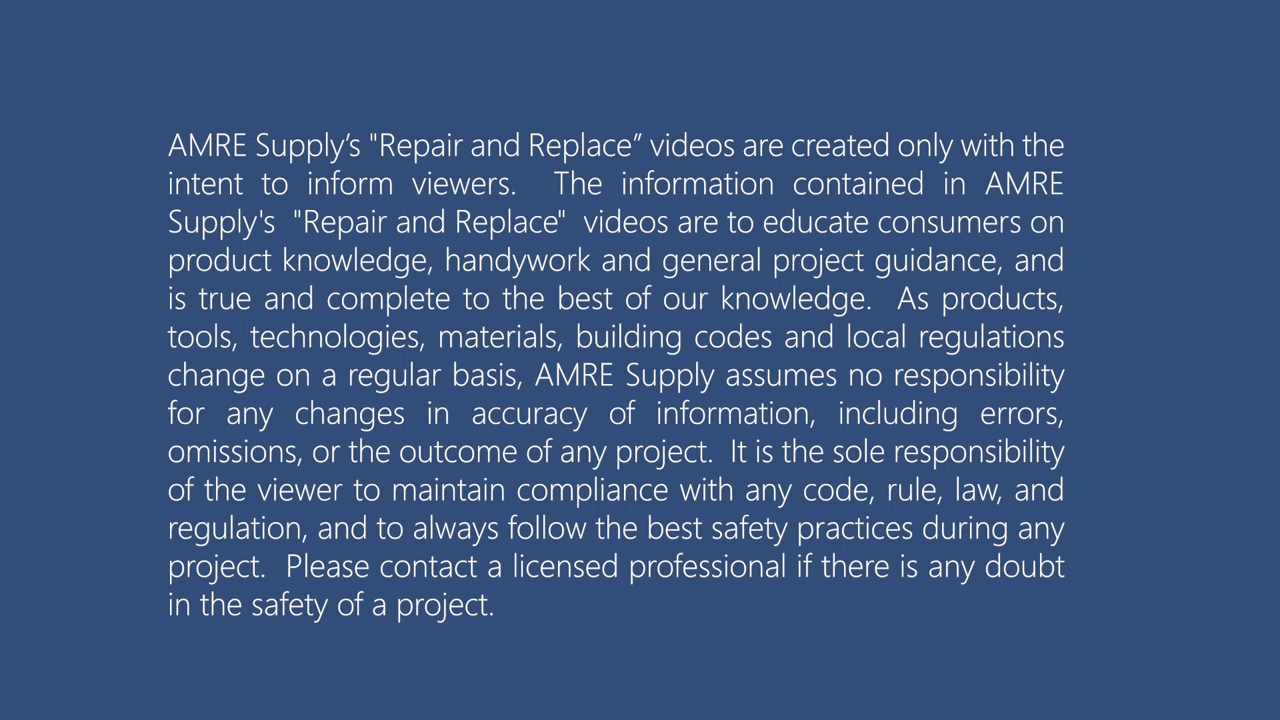 AMRE Supply’s "Repair and Replace” videos are created only with the
intent to inform viewers.  The information contained in AMRE
Supply's  "Repair and Replace"  videos are to educate consumers on
product knowledge, handywork and general project guidance, and
is true and complete to the best of our knowledge.  As products,
tools, technologies, materials, building codes and local regulations
change on a regular basis, AMRE Supply assumes no responsibility
for any changes in accuracy of information, including errors,
omissions, or the outcome of any project.  It is the sole responsibility
of the viewer to maintain compliance with any code, rule, law, and
regulation, and to always follow the best safety practices during any
project.  Please contact a licensed professional if there is any doubt
in the safety of a project.